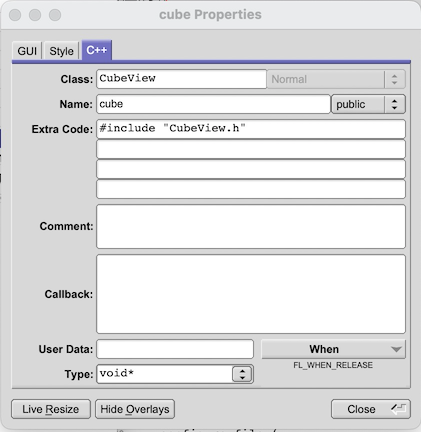 cube Properties
GUI Style C++
Class: CubeView Normal
Name: cube public
Extra Code: #include "CubeView.h"
Comment:
Callback:
User Data: When
FL_WHEN_RELEASE
Type: void*
Live Resize Hide Overlays Close